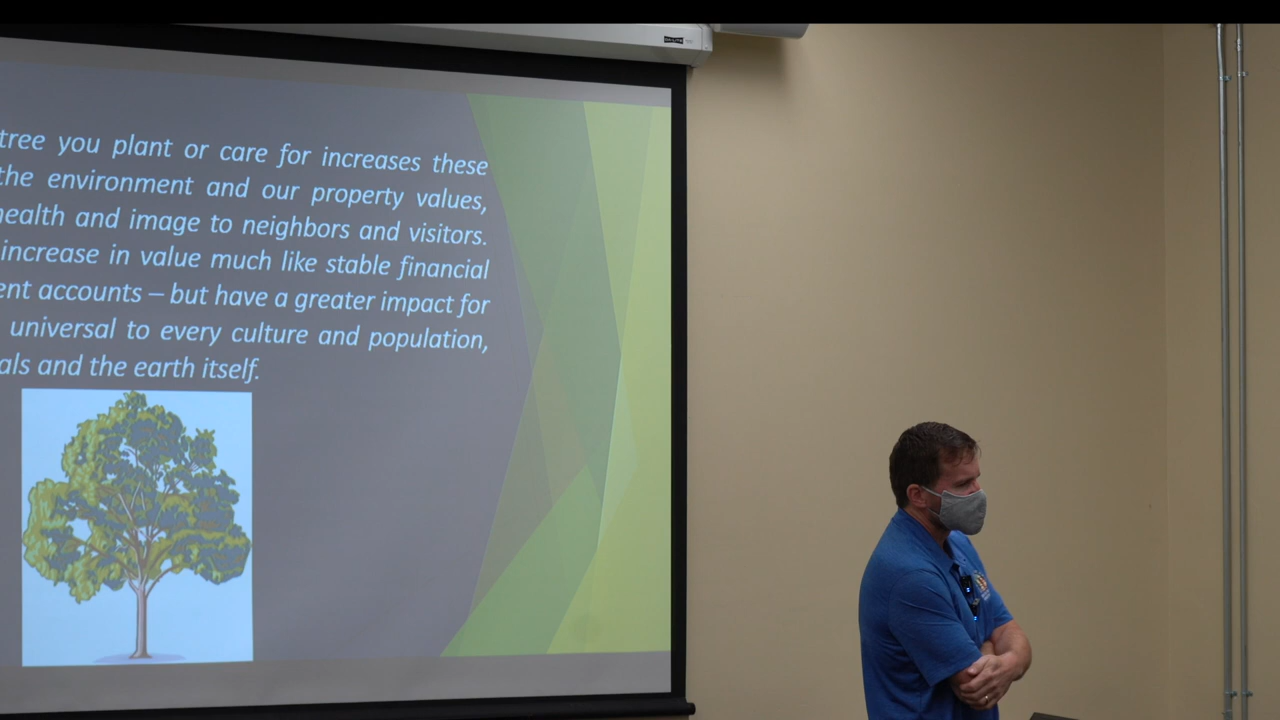 tree you plant or care for increases these
the environment and our property values,
health and image to neighbors and visitors.
increase in value much like stable financial
ent accounts – but have a greater impact for
universal to every culture and population,
als and the earth itself.